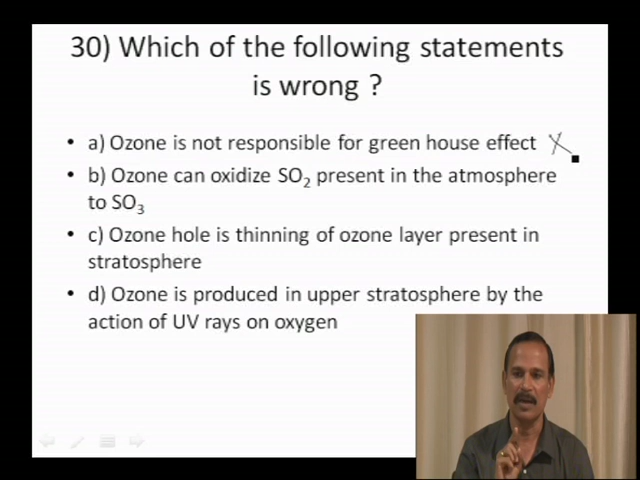 30) Which of the following statements
is wrong ?
• a) Ozone is not responsible for green house effect X
• b) Ozone can oxidize SO₂ present in the atmosphere
to SO₃
• c) Ozone hole is thinning of ozone layer present in
stratosphere
• d) Ozone is produced in upper stratosphere by the
action of UV rays on oxygen